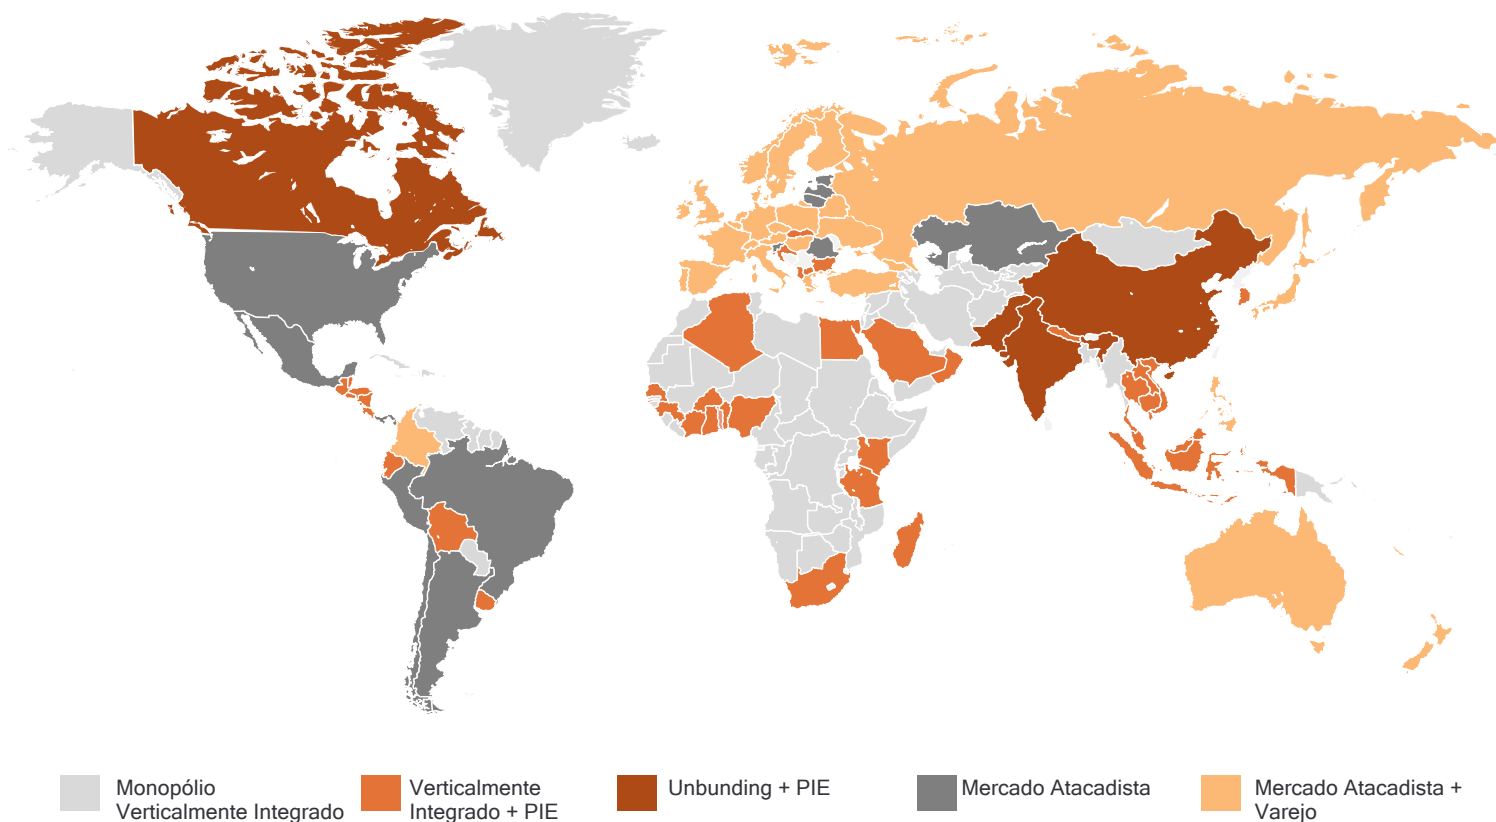 Monopólio
Verticalmente Integrado
Verticalmente
Integrado + PIE
Unbunding + PIE
Mercado Atacadista
Mercado Atacadista +
Varejo